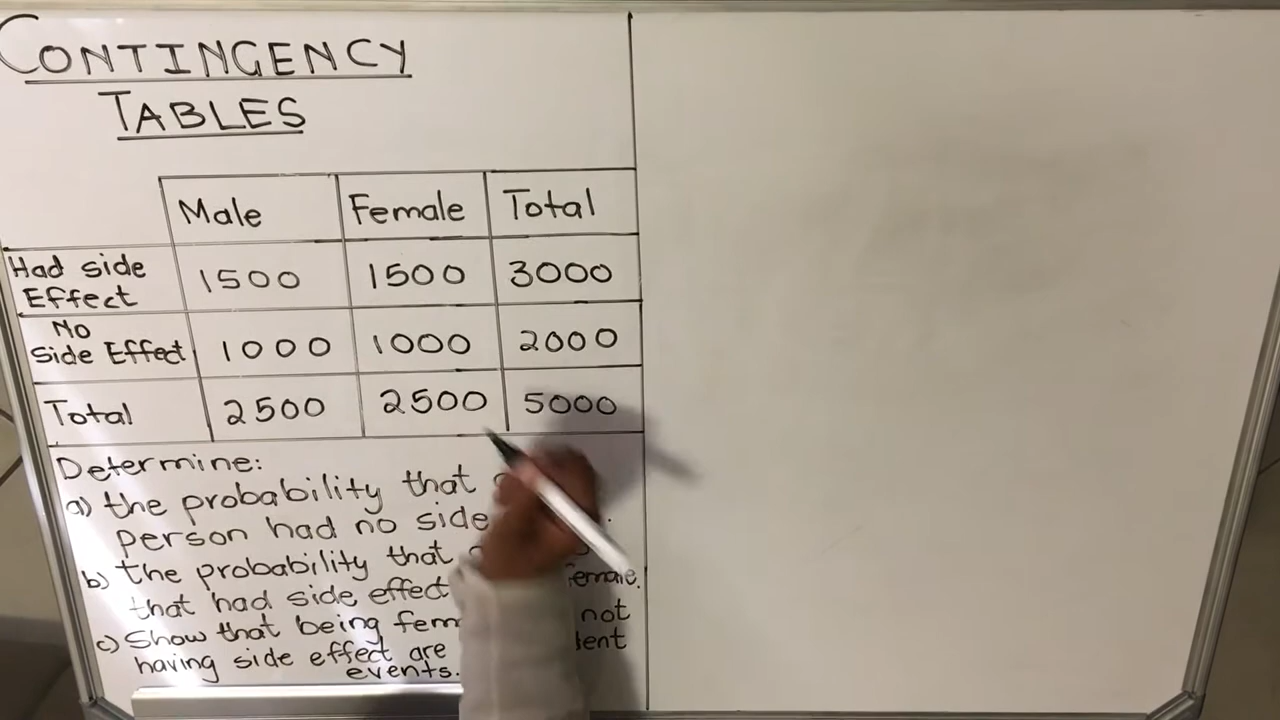 CONTINGENCY
TABLES
Male Female Total
Had side Effect 1500 1500 3000
No Side Effect 1000 1000 2000
Total 2500 2500 5000
Determine:
a) the probability that
person had no side
b) the probability that
that had side effect female.
c) Show that being not
having side effect are
events.